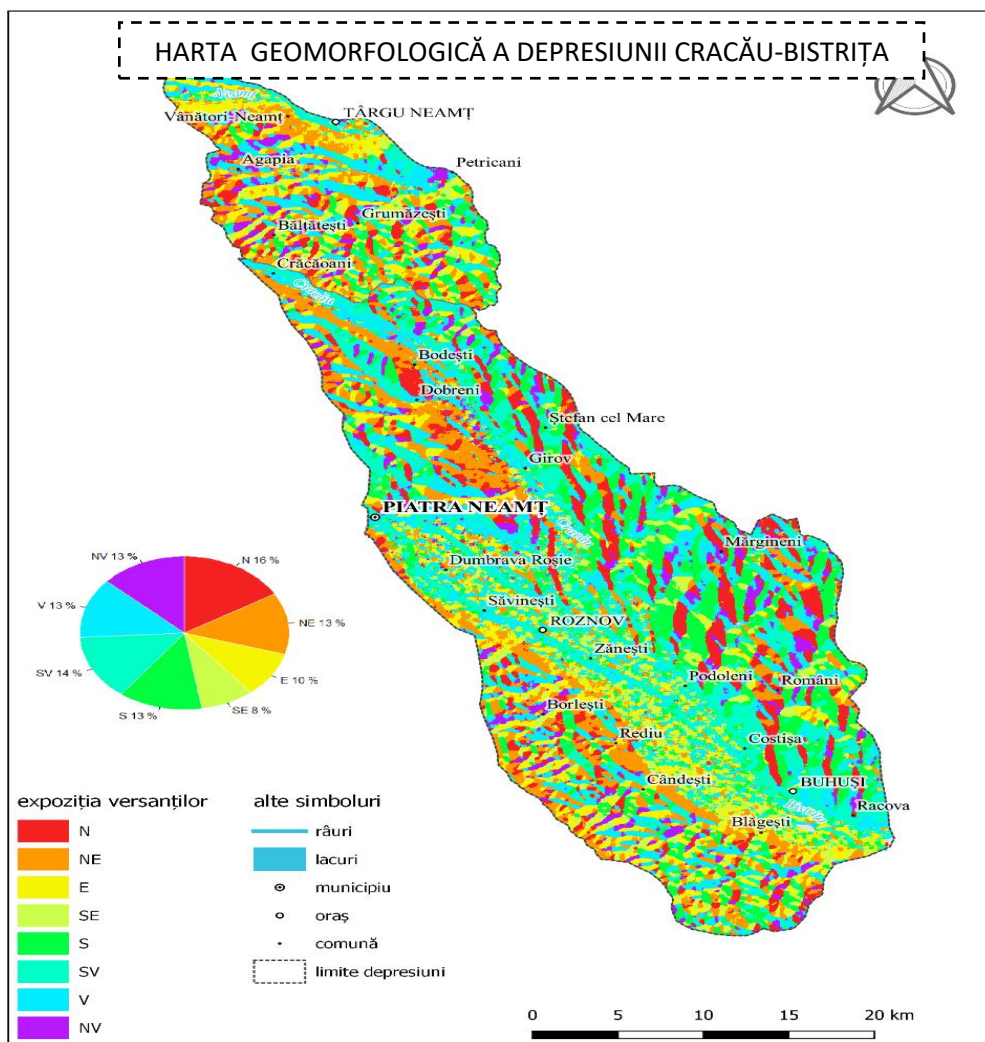 HARTA GEOMORFOLOGICĂ A DEPRESIUNII CRACĂU-BISTRIȚA
Neamț
Vânători-Neamț
TÂRGU NEAMȚ
Agapia
Petricani
Grumăzești
Bălțătești
Crăcăoani
Cracău
Bodești
Dobreni
Ștefan cel Mare
Girov
PIATRA NEAMȚ
Cracău
Mărgineni
Dumbrava Roșie
Săvinești
ROZNOV
Zănești
Podoleni
Români
Borlești
Rediu
Costișa
Cândești
BUHUSI
Bistrița
Racova
Blăgești
NV 13 %
N 16 %
V 13 %
NE 13 %
SV 14 %
E 10 %
S 13 %
SE 8 %
expoziția versanților
N
NE
E
SE
S
SV
V
NV
alte simboluri
râuri
lacuri
municipiu
oraș
comună
limite depresiuni
0 5 10 15 20 km